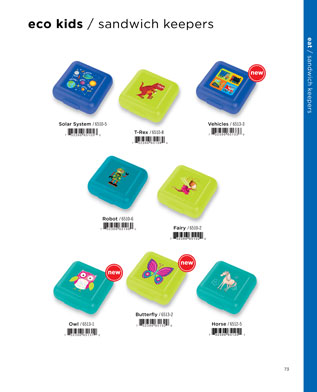 eco kids / sandwich keepers
eat / sandwich keepers
new
Solar System / 6510-5
T-Rex / 6510-8
Vehicles / 6513-3
Robot / 6510-6
Fairy / 6510-2
new
new
Owl / 6513-1
Butterfly / 6513-2
Horse / 6512-5
73